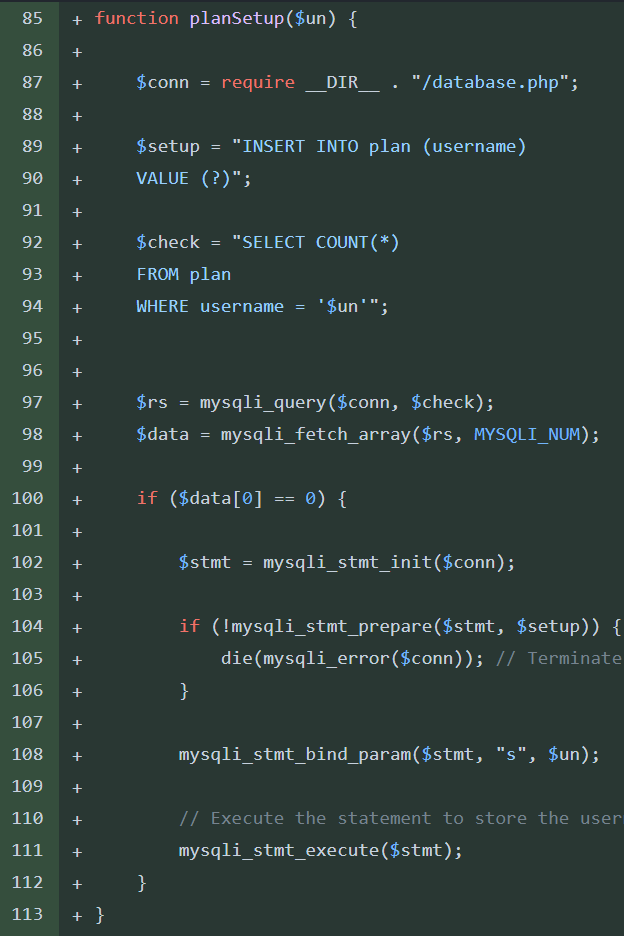 85 + function planSetup($un) {
86 +
87 +     $conn = require __DIR__ . "/database.php";
88 +
89 +     $setup = "INSERT INTO plan (username)
90 +     VALUE (?)";
91 +
92 +     $check = "SELECT COUNT(*)
93 +     FROM plan
94 +     WHERE username = '$un'";
95 +
96 +
97 +     $rs = mysqli_query($conn, $check);
98 +     $data = mysqli_fetch_array($rs, MYSQLI_NUM);
99 +
100 +     if ($data[0] == 0) {
101 +
102 +         $stmt = mysqli_stmt_init($conn);
103 +
104 +         if (!mysqli_stmt_prepare($stmt, $setup)) {
105 +             die(mysqli_error($conn)); // Terminate
106 +         }
107 +
108 +         mysqli_stmt_bind_param($stmt, "s", $un);
109 +
110 +         // Execute the statement to store the user
111 +         mysqli_stmt_execute($stmt);
112 +     }
113 + }